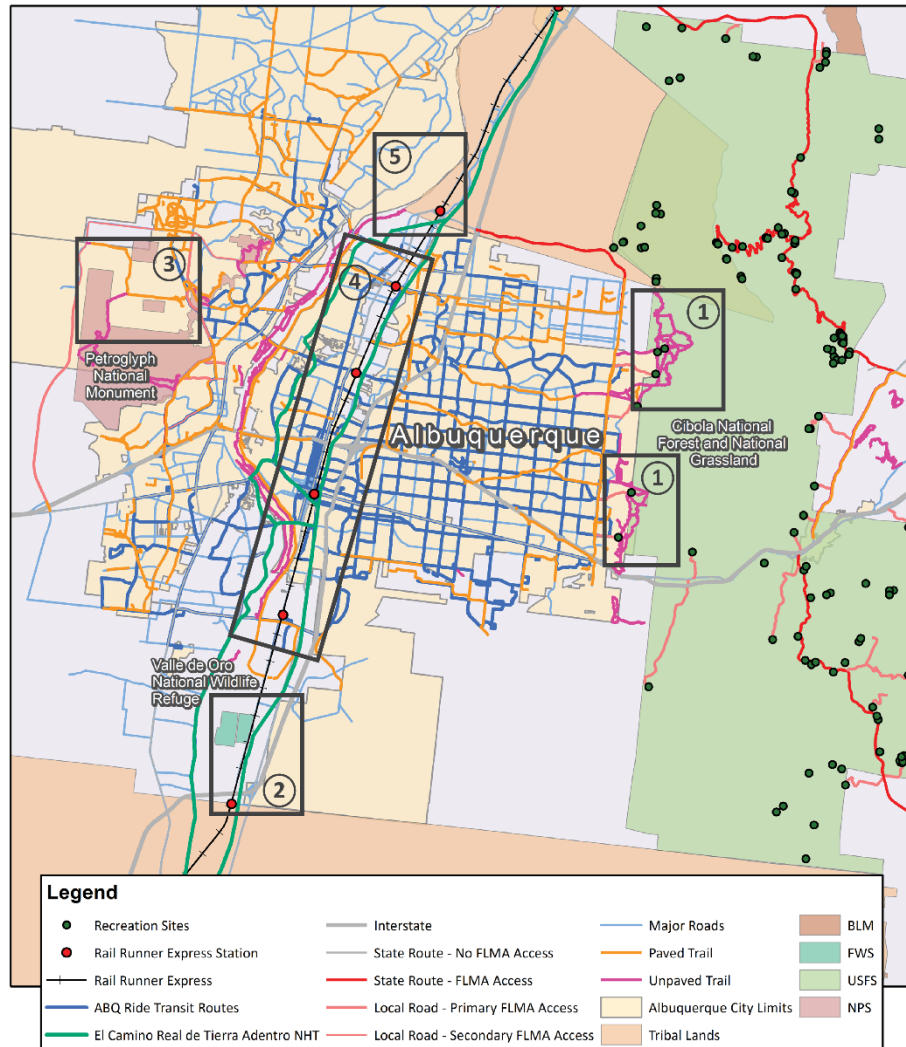 5
3
4
1
Petroglyph
National
Monument
Albuquerque
Cibola National
Forest and National
Grassland
1
Valle de Oro
National Wildlife
Refuge
2
Legend
Recreation Sites
Rail Runner Express Station
Rail Runner Express
ABQ Ride Transit Routes
El Camino Real de Tierra Adentro NHT
Interstate
State Route - No FLMA Access
State Route - FLMA Access
Local Road - Primary FLMA Access
Local Road - Secondary FLMA Access
Major Roads
Paved Trail
Unpaved Trail
Albuquerque City Limits
Tribal Lands
BLM
FWS
USFS
NPS